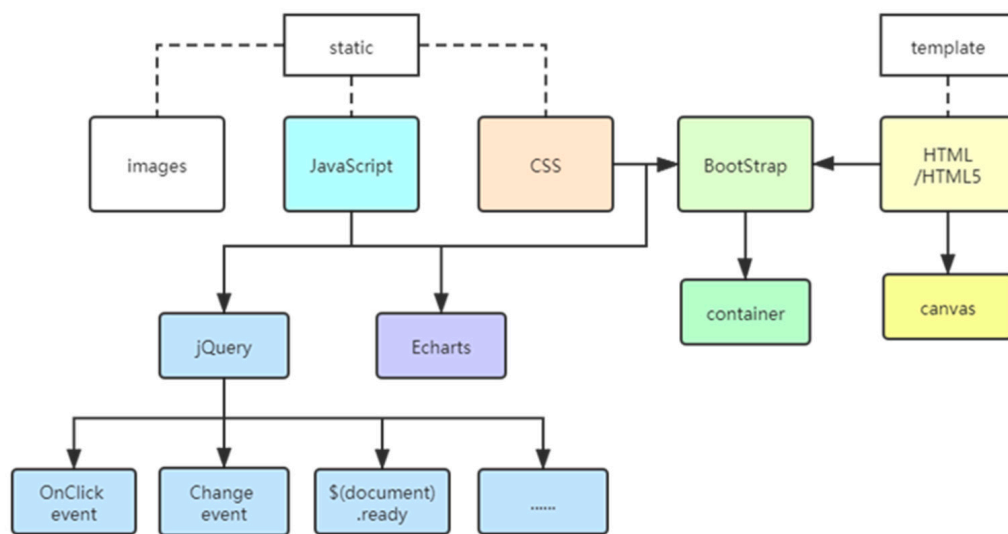 static
template
images
JavaScript
CSS
BootStrap
HTML
/HTML5
container
canvas
jQuery
Echarts
OnClick
event
Change
event
$(document)
.ready
......